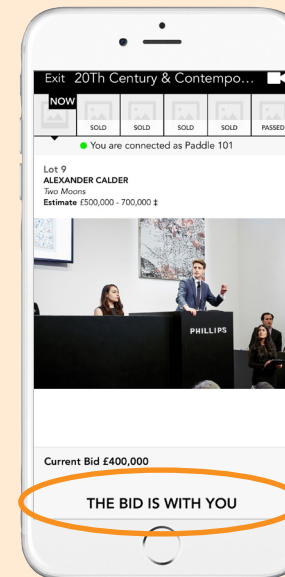 Exit 20Th Century & Contempo...
NOW
SOLD SOLD SOLD SOLD PASSED
You are connected as Paddle 101
Lot 9
ALEXANDER CALDER
Two Moons
Estimate £500,000 - 700,000 ‡
PHILLIPS
Current Bid £400,000
THE BID IS WITH YOU